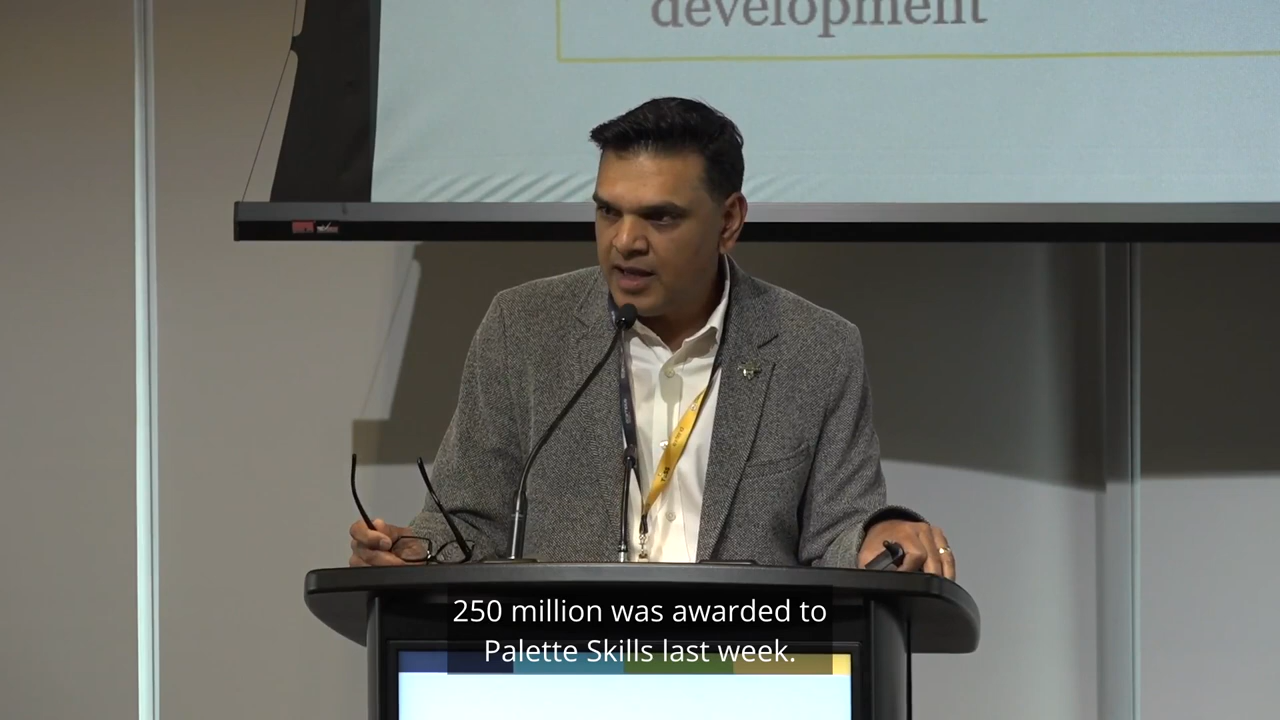 development
250 million was awarded to
Palette Skills last week.